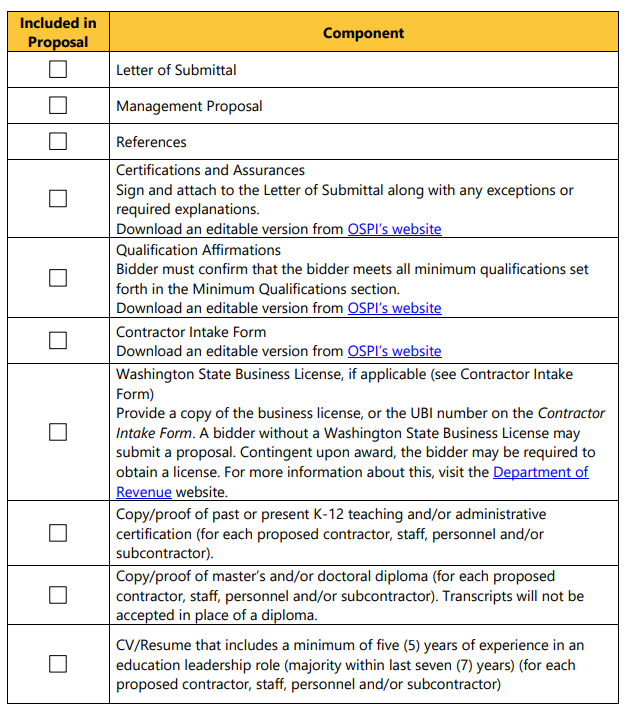 Included in
Proposal
Component
Letter of Submittal
Management Proposal
References
Certifications and Assurances
Sign and attach to the Letter of Submittal along with any exceptions or
required explanations.
Download an editable version from OSPI's website
Qualification Affirmations
Bidder must confirm that the bidder meets all minimum qualifications set
forth in the Minimum Qualifications section.
Download an editable version from OSPI's website
Contractor Intake Form
Download an editable version from OSPI's website
Washington State Business License, if applicable (see Contractor Intake
Form)
Provide a copy of the business license, or the UBI number on the Contractor
Intake Form. A bidder without a Washington State Business License may
submit a proposal. Contingent upon award, the bidder may be required to
obtain a license. For more information about this, visit the Department of
Revenue website.
Copy/proof of past or present K-12 teaching and/or administrative
certification (for each proposed contractor, staff, personnel and/or
subcontractor).
Copy/proof of master's and/or doctoral diploma (for each proposed
contractor, staff, personnel and/or subcontractor). Transcripts will not be
accepted in place of a diploma.
CV/Resume that includes a minimum of five (5) years of experience in an
education leadership role (majority within last seven (7) years) (for each
proposed contractor, staff, personnel and/or subcontractor)